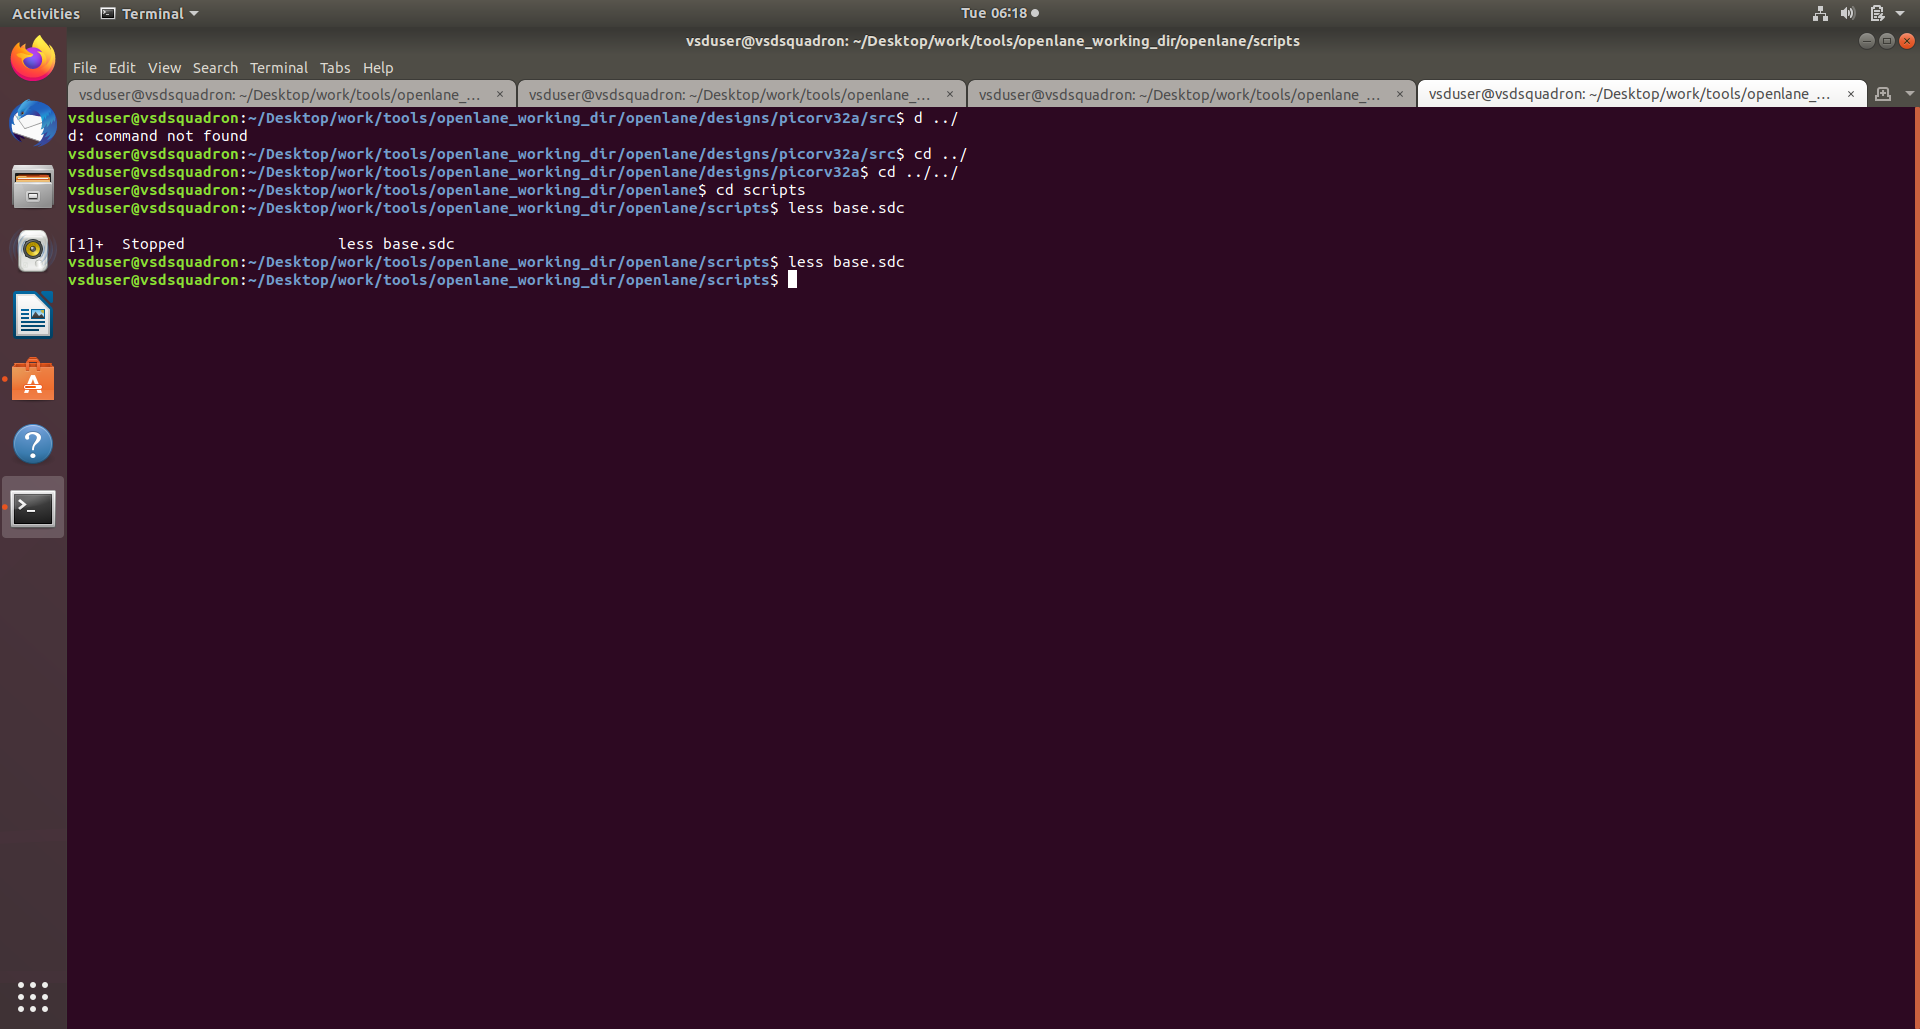 Activities Terminal Tue 06:18
vsduser@vsdsquadron: ~/Desktop/work/tools/openlane_working_dir/openlane/scripts
File Edit View Search Terminal Tabs Help
vsduser@vsdsquadron: ~/Desktop/work/tools/openlane_... × vsduser@vsdsquadron: ~/Desktop/work/tools/openlane_... × vsduser@vsdsquadron: ~/Desktop/work/tools/openlane_... × vsduser@vsdsquadron: ~/Desktop/work/tools/openlane_... ×
vsduser@vsdsquadron:~/Desktop/work/tools/openlane_working_dir/openlane/designs/picorv32a/src$ d ../
d: command not found
vsduser@vsdsquadron:~/Desktop/work/tools/openlane_working_dir/openlane/designs/picorv32a/src$ cd ../
vsduser@vsdsquadron:~/Desktop/work/tools/openlane_working_dir/openlane/designs/picorv32a$ cd ../../
vsduser@vsdsquadron:~/Desktop/work/tools/openlane_working_dir/openlane$ cd scripts
vsduser@vsdsquadron:~/Desktop/work/tools/openlane_working_dir/openlane/scripts$ less base.sdc
[1]+  Stopped                 less base.sdc
vsduser@vsdsquadron:~/Desktop/work/tools/openlane_working_dir/openlane/scripts$ less base.sdc
vsduser@vsdsquadron:~/Desktop/work/tools/openlane_working_dir/openlane/scripts$